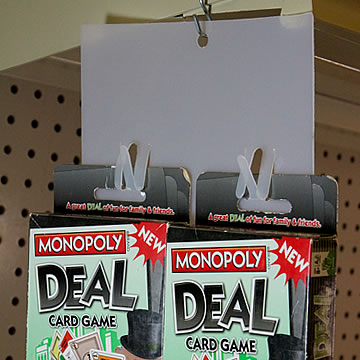 A great DEAL of fun for family & friends.
A great DEAL of fun for family & friends.
MONOPOLY NEW
DEAL
CARD GAME
MONOPOLY NEW
DEAL
CARD GAME